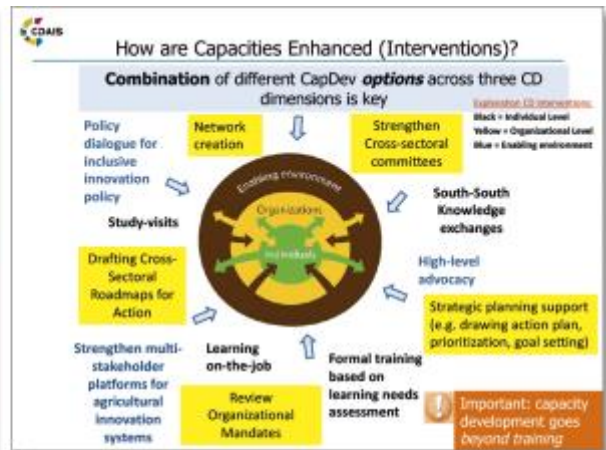 CDAIS
How are Capacities Enhanced (Interventions)?
Combination of different CapDev options across three CD
dimensions is key
Explanation CD Interventions:
Black = Individual Level
Yellow = Organizational Level
Blue = Enabling environment
Policy
dialogue for
inclusive
innovation
policy
Network
creation
Strengthen
Cross-sectoral
committees
Study-visits
Enabling environment
Organizations
Individuals
South-South
Knowledge
exchanges
Drafting Cross-
Sectoral
Roadmaps for
Action
High-level
advocacy
Strategic planning support
(e.g. drawing action plan,
prioritization, goal setting)
Strengthen multi-
stakeholder
platforms for
agricultural
innovation
systems
Learning
on-the-job
Formal training
based on
learning needs
assessment
Review
Organizational
Mandates
Important: capacity
development goes
beyond training